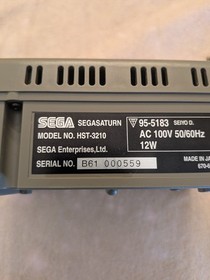 SEGA SEGASATURN
MODEL NO. HST-3210
SEGA Enterprises,Ltd.
SERIAL NO. B61 000559
95-5183 SEIYO D.
AC 100V 50/60Hz
12W
MADE IN
670-